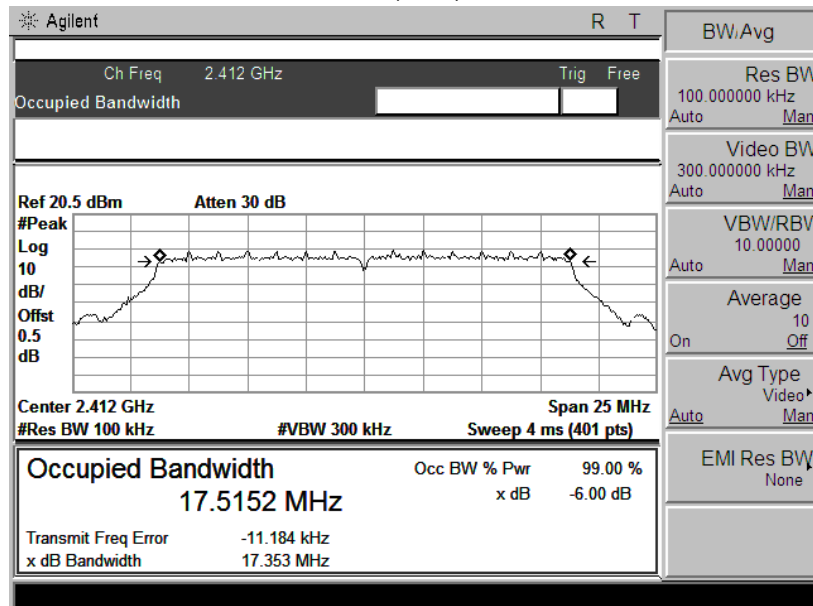 Agilent R T
Ch Freq 2.412 GHz Trig Free
Occupied Bandwidth
Ref 20.5 dBm Atten 30 dB
#Peak
Log
10
dB/
Offst
0.5
dB
Center 2.412 GHz Span 25 MHz
#Res BW 100 kHz #VBW 300 kHz Sweep 4 ms (401 pts)
Occupied Bandwidth Occ BW % Pwr 99.00 %
17.5152 MHz x dB -6.00 dB
Transmit Freq Error -11.184 kHz
x dB Bandwidth 17.353 MHz
BW/Avg
Res BW
100.000000 kHz
Auto Man
Video BW
300.000000 kHz
Auto Man
VBW/RBW
10.00000
Auto Man
Average
10
On Off
Avg Type
Video
Auto Man
EMI Res BW
None